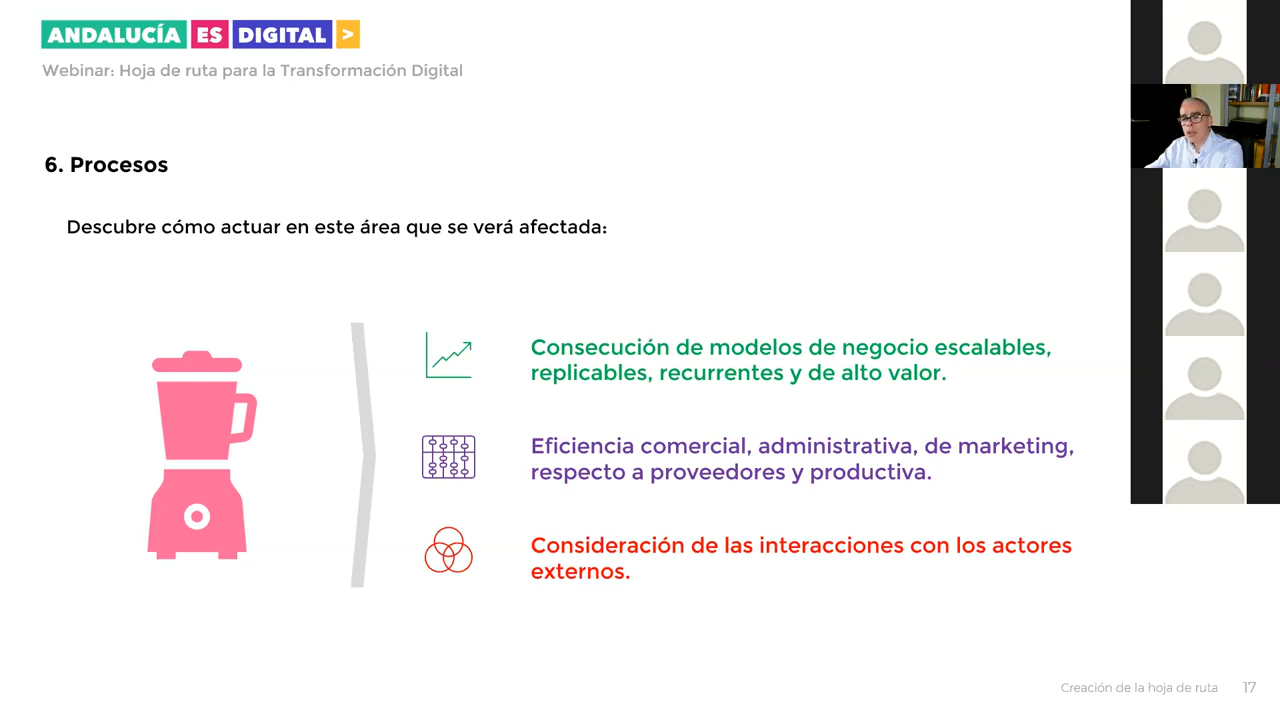 ANDALUCÍA ES DIGITAL >
Webinar: Hoja de ruta para la Transformación Digital
6. Procesos
Descubre cómo actuar en este área que se verá afectada:
Consecución de modelos de negocio escalables,
replicables, recurrentes y de alto valor.
Eficiencia comercial, administrativa, de marketing,
respecto a proveedores y productiva.
Consideración de las interacciones con los actores
externos.
Creación de la hoja de ruta 17